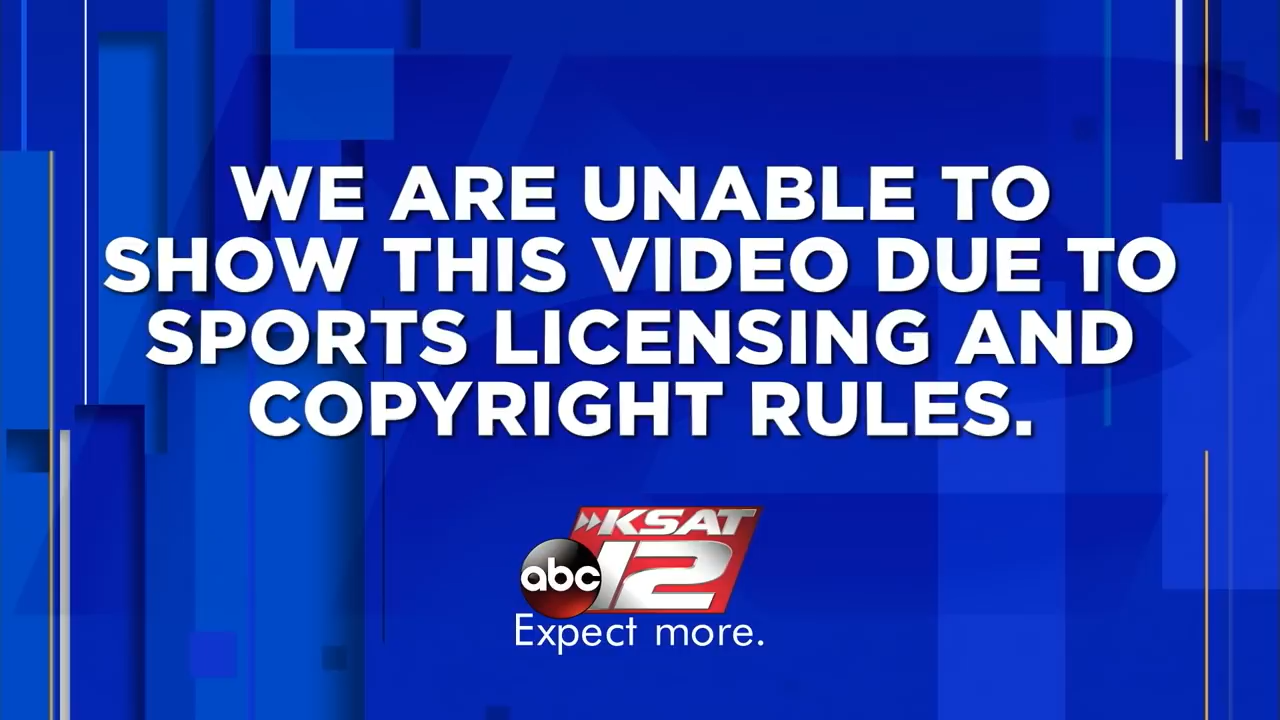 WE ARE UNABLE TO
SHOW THIS VIDEO DUE TO
SPORTS LICENSING AND
COPYRIGHT RULES.
KSAT
abc 12
Expect more.